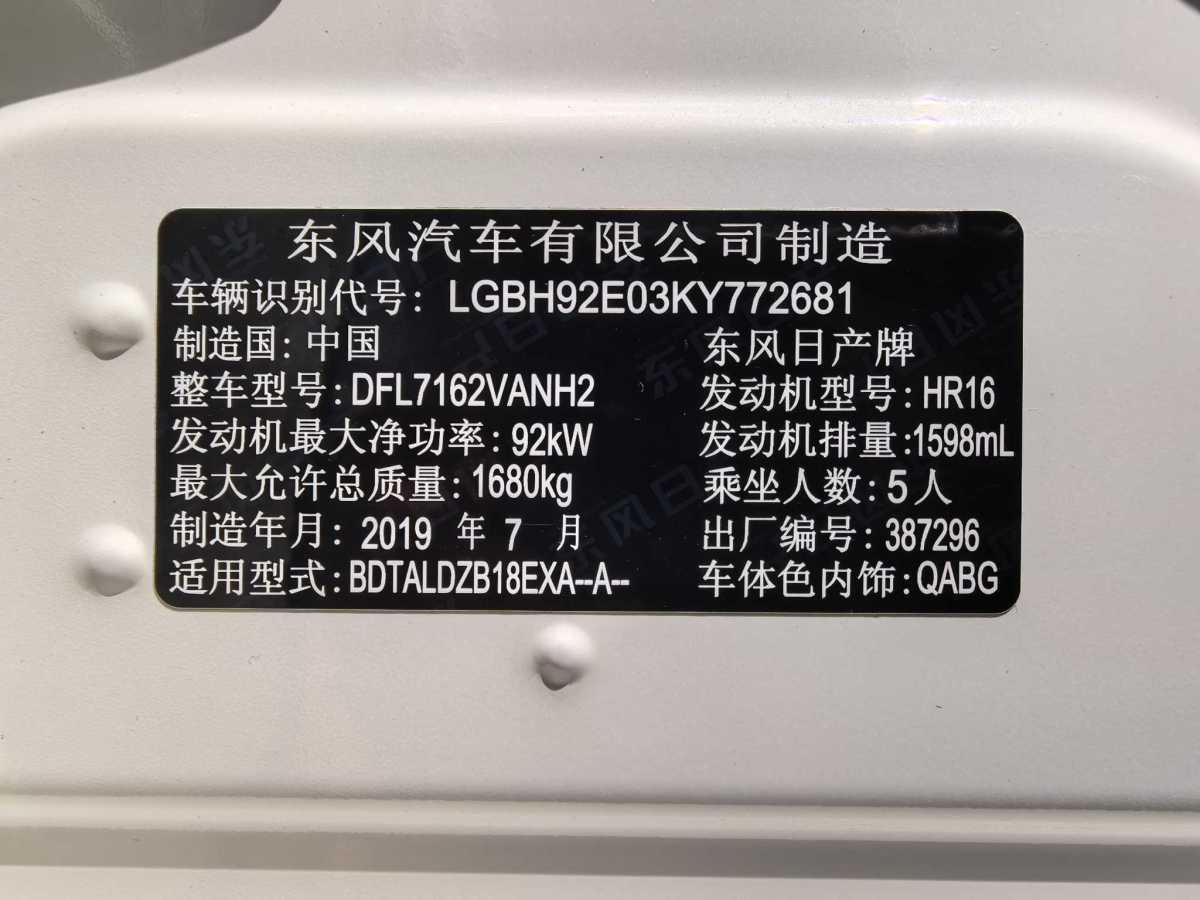 东风汽车有限公司制造
车辆识别代号: LGBH92E03KY772681
制造国: 中国 东风日产牌
整车型号: DFL7162VANH2 发动机型号: HR16
发动机最大净功率: 92kW 发动机排量: 1598mL
最大允许总质量: 1680kg 乘坐人数: 5人
制造年月: 2019 年 7 月 出厂编号: 387296
适用型式: BDTALDZB18EXA--A-- 车体色内饰: QABG